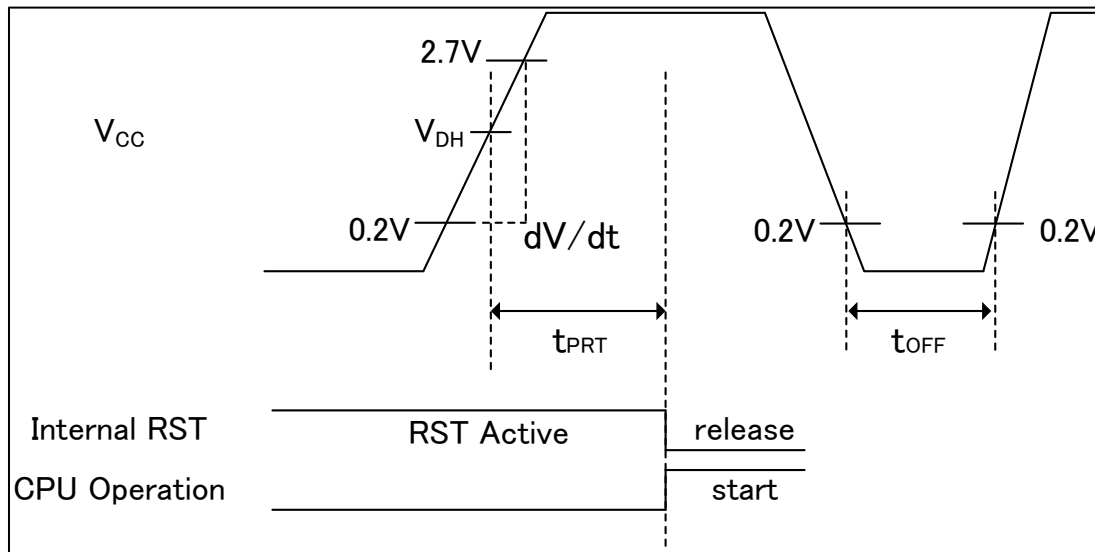 2.7V
VCC
VDH
0.2V
dV/dt
0.2V
0.2V
tPRT
tOFF
Internal RST
RST Active
release
CPU Operation
start